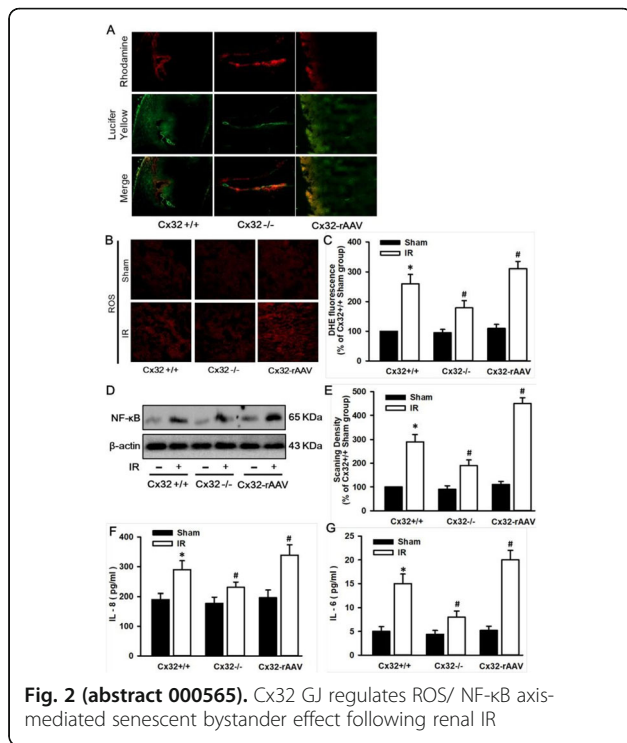 A
Rhodamine
Lucifer
Yellow
Merge
Cx32 +/+
Cx32 -/-
Cx32-rAAV
B
ROS
Sham
IR
Cx32 +/+
Cx32 -/-
Cx32-rAAV
C
Sham
IR
DHE fluorescence
(% of Cx32+/+ Sham group)
400
300
200
100
0
*
#
#
Cx32+/+
Cx32-/-
Cx32-rAAV
D
NF-κB
65 KDa
β-actin
43 KDa
IR
− + − + − +
Cx32 +/+
Cx32 -/-
Cx32-rAAV
E
Sham
IR
Scaning Density
(% of Cx32+/+ Sham group)
500
400
300
200
100
0
*
#
#
Cx32+/+
Cx32-/-
Cx32-rAAV
F
Sham
IR
IL - 8 ( pg/ml )
400
300
200
100
0
*
#
#
Cx32+/+
Cx32-/-
Cx32-rAAV
G
Sham
IR
IL - 6 ( pg/ml )
25
20
15
10
5
0
*
#
#
Cx32+/+
Cx32-/-
Cx32-rAAV
Fig. 2 (abstract 000565). Cx32 GJ regulates ROS/ NF-κB axis-
mediated senescent bystander effect following renal IR